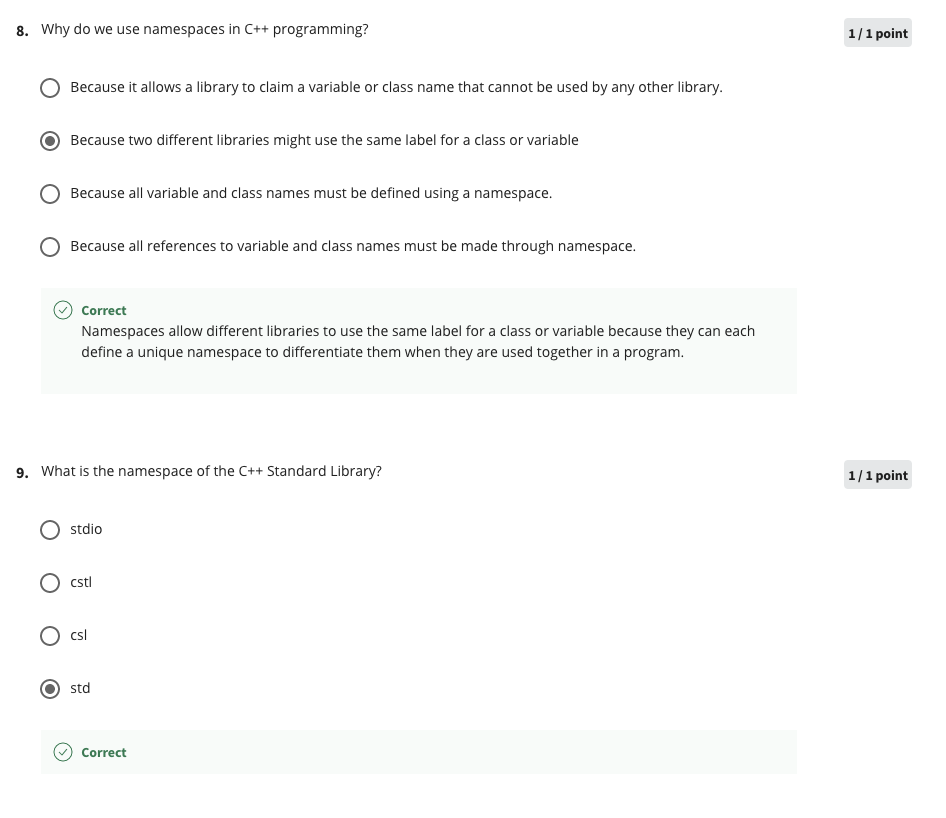 8. Why do we use namespaces in C++ programming?
1 / 1 point
Because it allows a library to claim a variable or class name that cannot be used by any other library.
Because two different libraries might use the same label for a class or variable
Because all variable and class names must be defined using a namespace.
Because all references to variable and class names must be made through namespace.
Correct
Namespaces allow different libraries to use the same label for a class or variable because they can each
define a unique namespace to differentiate them when they are used together in a program.
9. What is the namespace of the C++ Standard Library?
1 / 1 point
stdio
cstl
csl
std
Correct